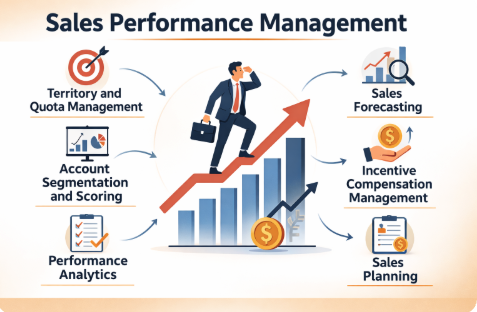 Sales Performance Management
Territory and
Quota Management
Account
Segmentation
and Scoring
Performance
Analytics
Sales
Forecasting
$
Incentive
Compensation
Management
$
Sales
Planning
$